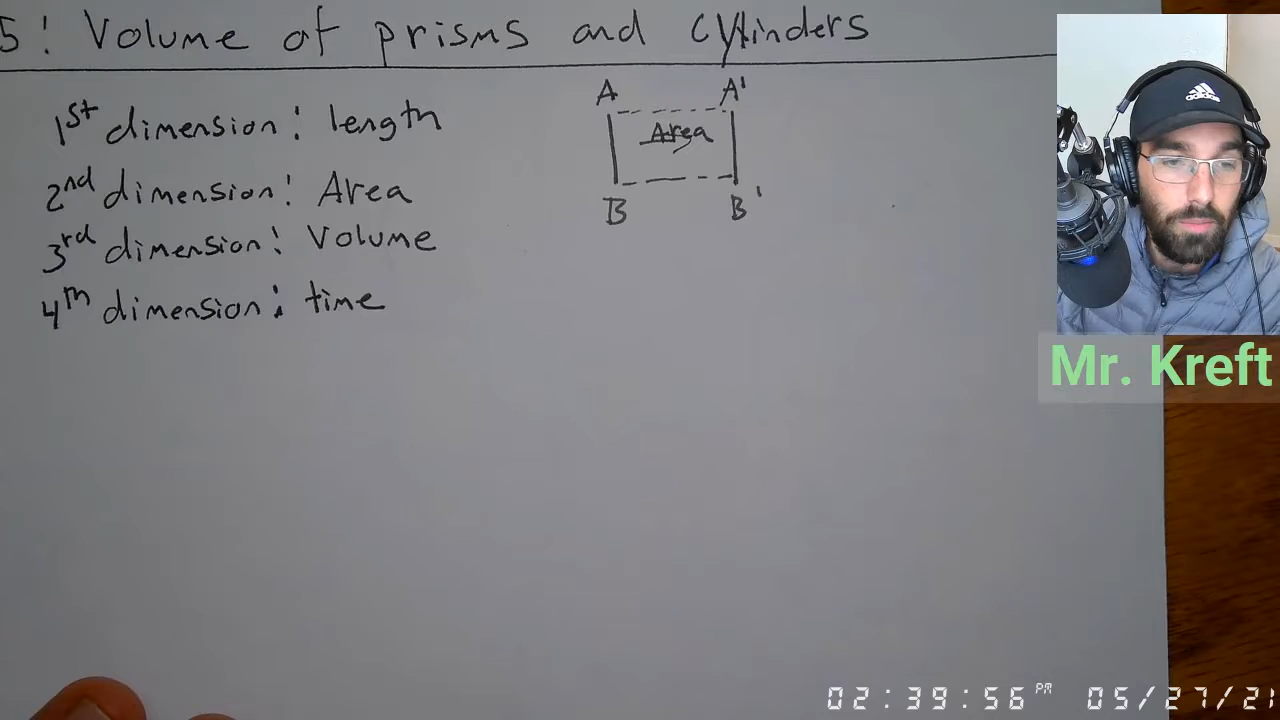 5: Volume of prisms and cylinders
1st dimension: length
2nd dimension: Area
3rd dimension: Volume
4th dimension: time
A A'
Area
B B'
adidas
Mr. Kreft
02:39:56 PM 05/27/21